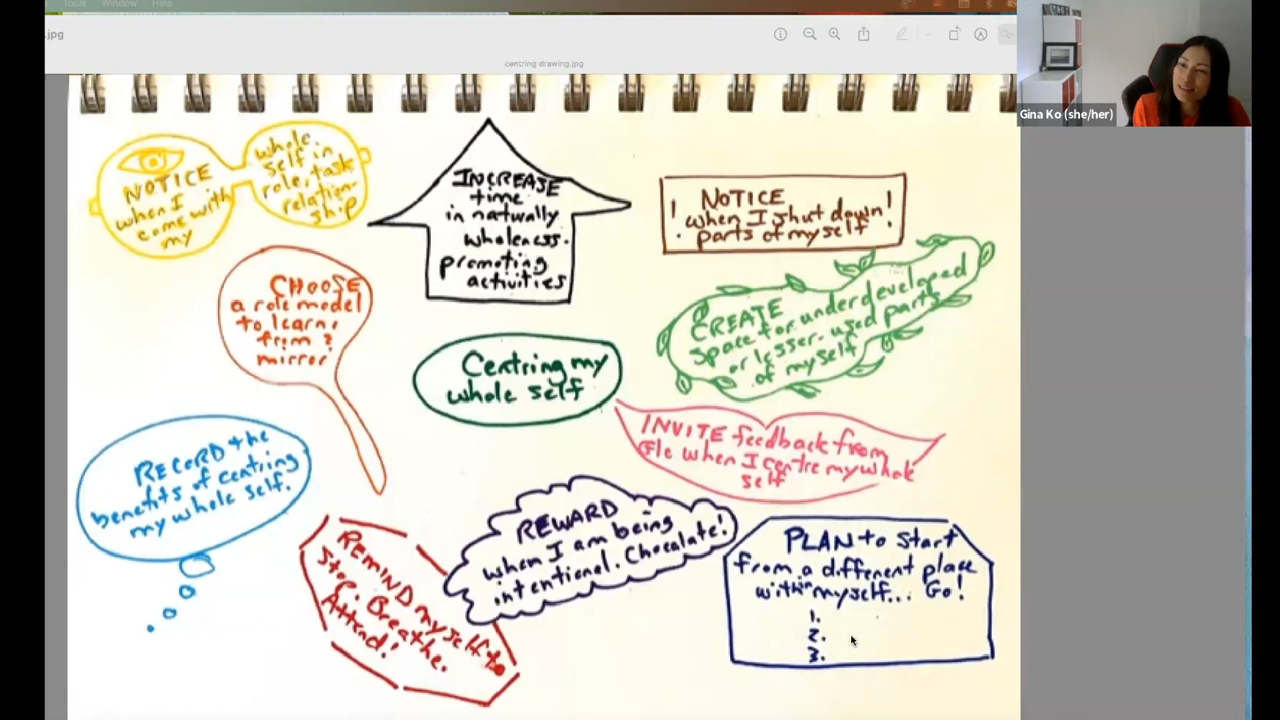 Tools Window Help
.jpg
centring drawing.jpg
Gina Ko (she/her)
NOTICE
when I
come with
my
whole
self in
role, task
relation-
ship
INCREASE
time
in naturally
wholeness-
promoting
activities
! NOTICE !
when I shut down
parts of myself
CHOOSE
a role model
to learn
from &
mirror
CREATE
space for underdeveloped
or lesser-used parts
of myself
Centring my
whole self
INVITE feedback from
when I centre my whole
self
RECORD the
benefits of centring
my whole self.
REMIND myself to
Stop. Breathe.
Attend!
REWARD
when I am being
intentional. Chocolate!
PLAN to start
from a different place
within myself... Go!
1.
2.
3.